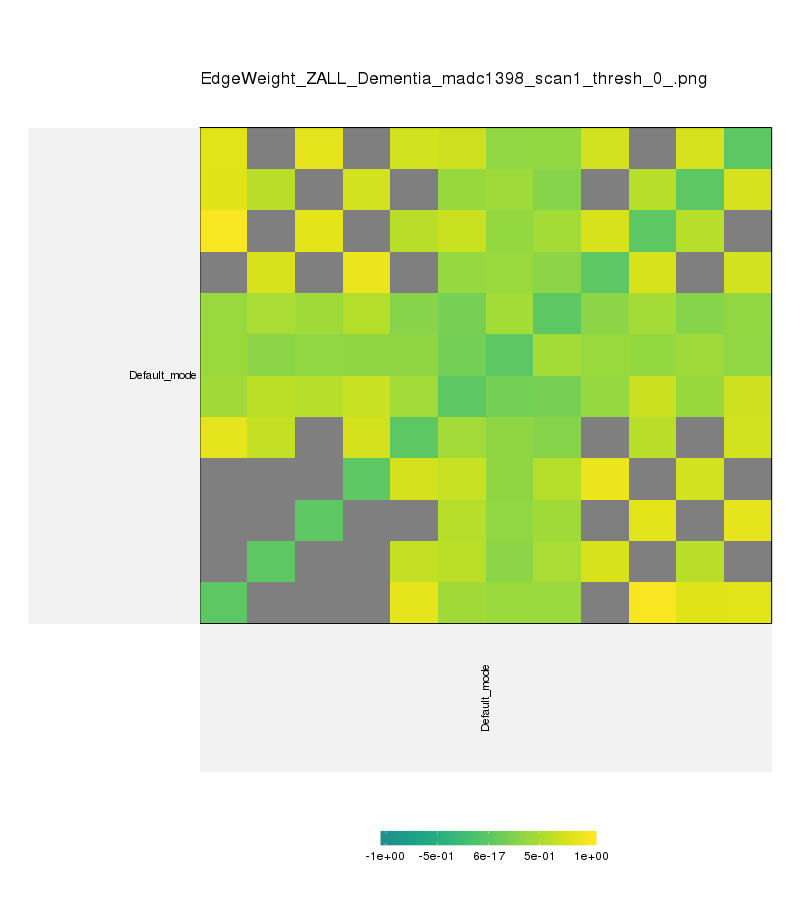 EdgeWeight_ZALL_Dementia_madc1398_scan1_thresh_0_.png
Default_mode
Default_mode
-1e+00 -5e-01 6e-17 5e-01 1e+00